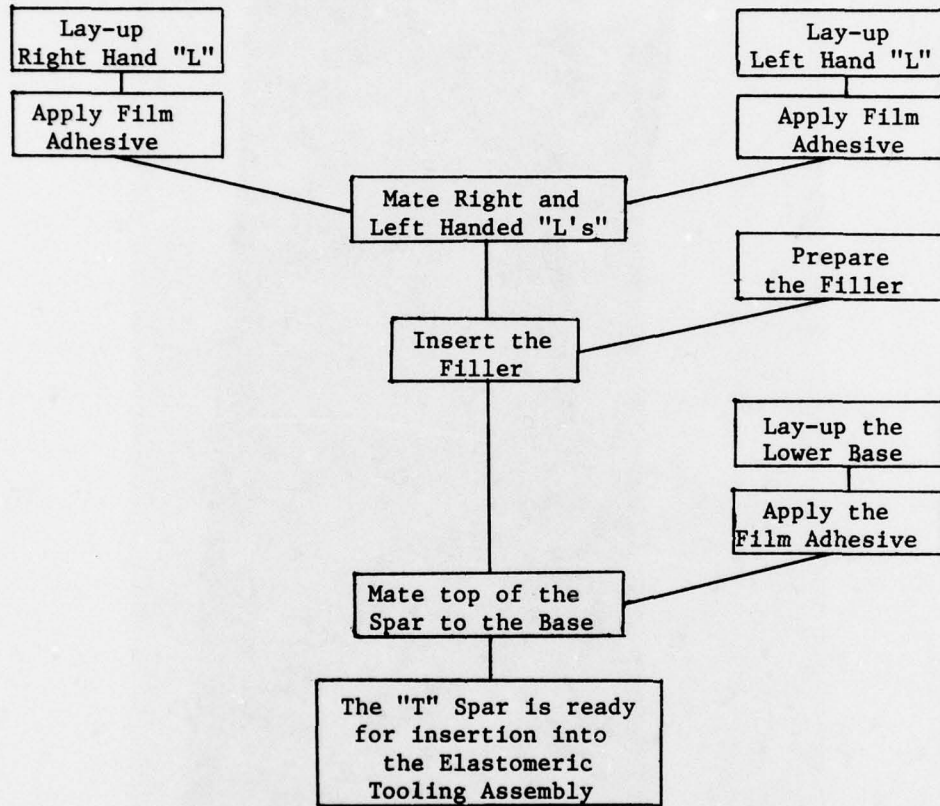 Lay-up
Right Hand "L"
Lay-up
Left Hand "L"
Apply Film
Adhesive
Apply Film
Adhesive
Mate Right and
Left Handed "L's"
Prepare
the Filler
Insert the
Filler
Lay-up the
Lower Base
Apply the
Film Adhesive
Mate top of the
Spar to the Base
The "T" Spar is ready
for insertion into
the Elastomeric
Tooling Assembly